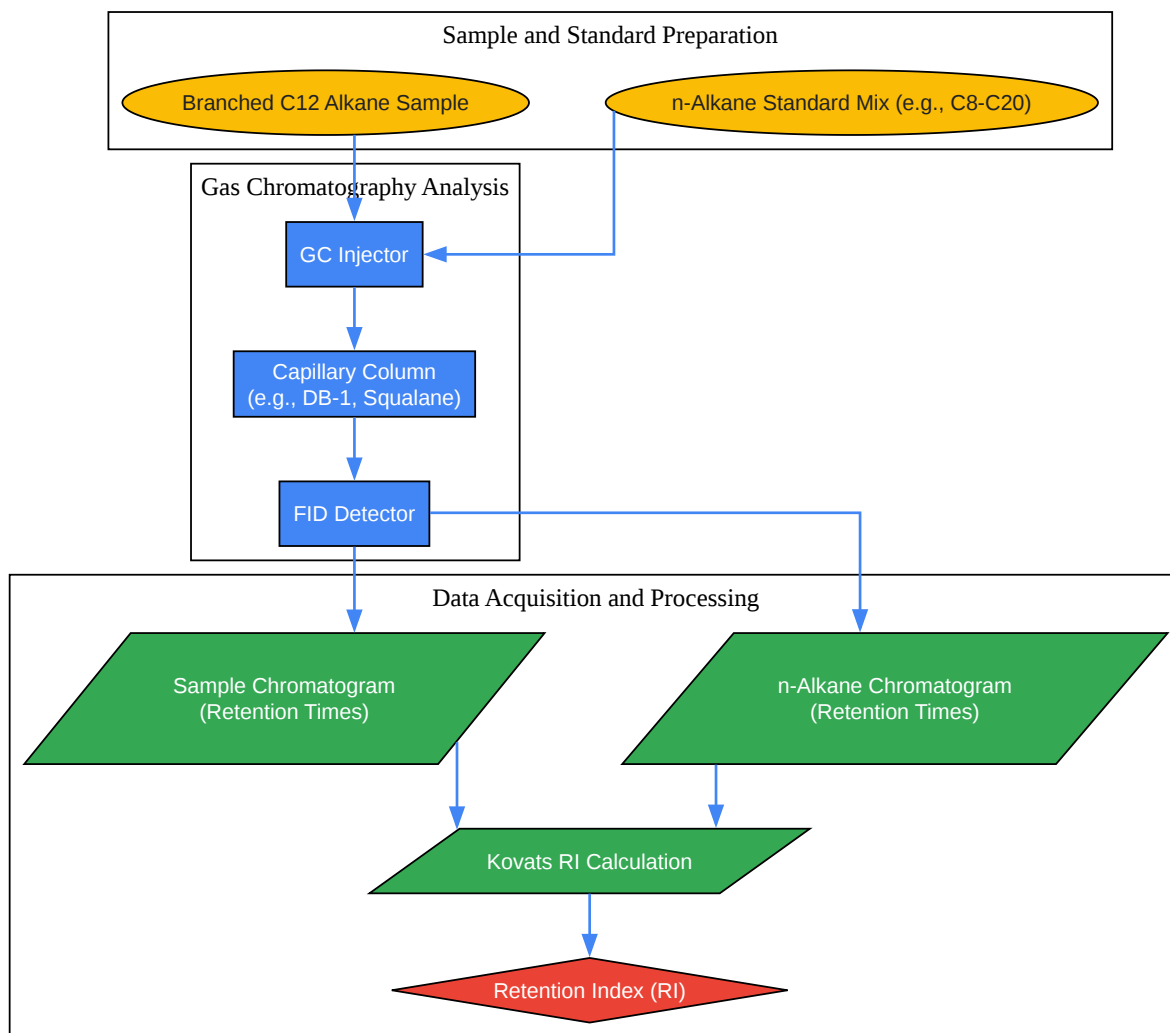 Sample and Standard Preparation
Branched C12 Alkane Sample
n-Alkane Standard Mix (e.g., C8-C20)
Gas Chromatography Analysis
GC Injector
Capillary Column
(e.g., DB-1, Squalane)
FID Detector
Data Acquisition and Processing
Sample Chromatogram
(Retention Times)
n-Alkane Chromatogram
(Retention Times)
Kovats RI Calculation
Retention Index (RI)